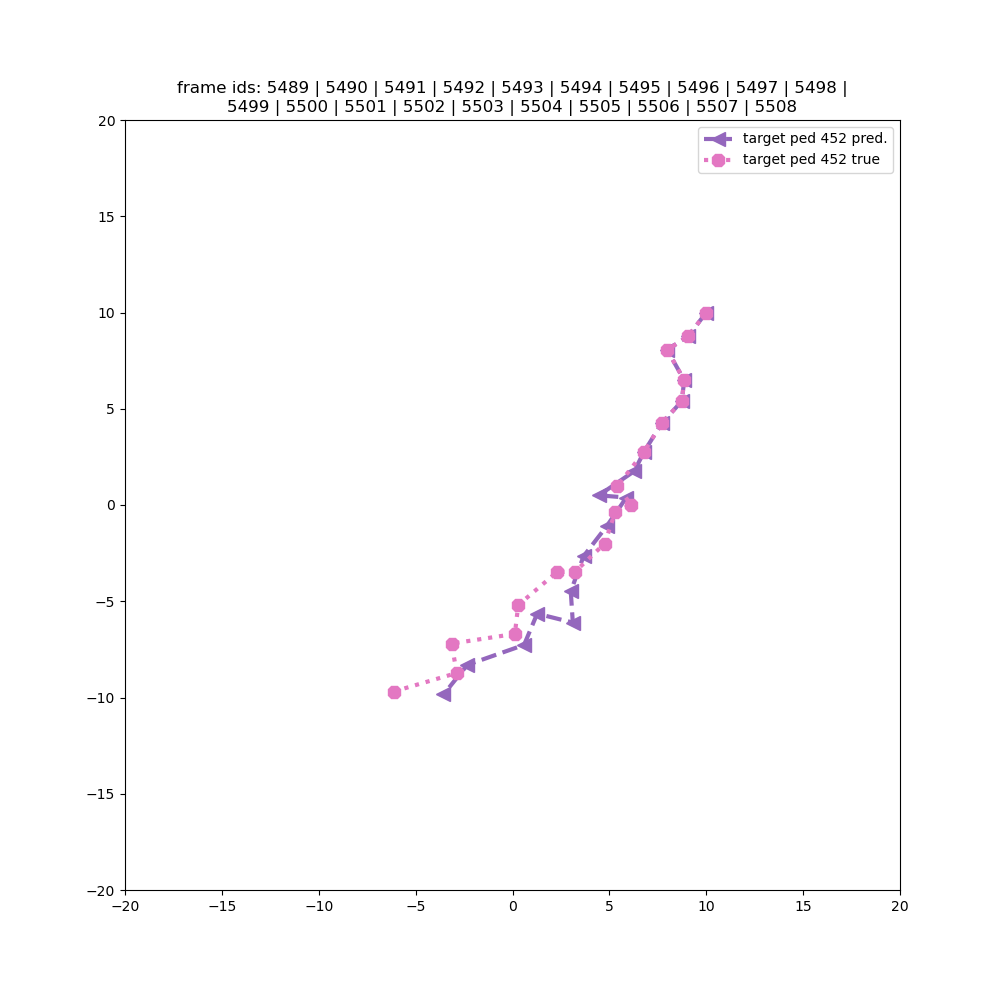 frame ids: 5489 | 5490 | 5491 | 5492 | 5493 | 5494 | 5495 | 5496 | 5497 | 5498 |
5499 | 5500 | 5501 | 5502 | 5503 | 5504 | 5505 | 5506 | 5507 | 5508
target ped 452 pred.
target ped 452 true
20
15
10
5
0
−5
−10
−15
−20
−20 −15 −10 −5 0 5 10 15 20